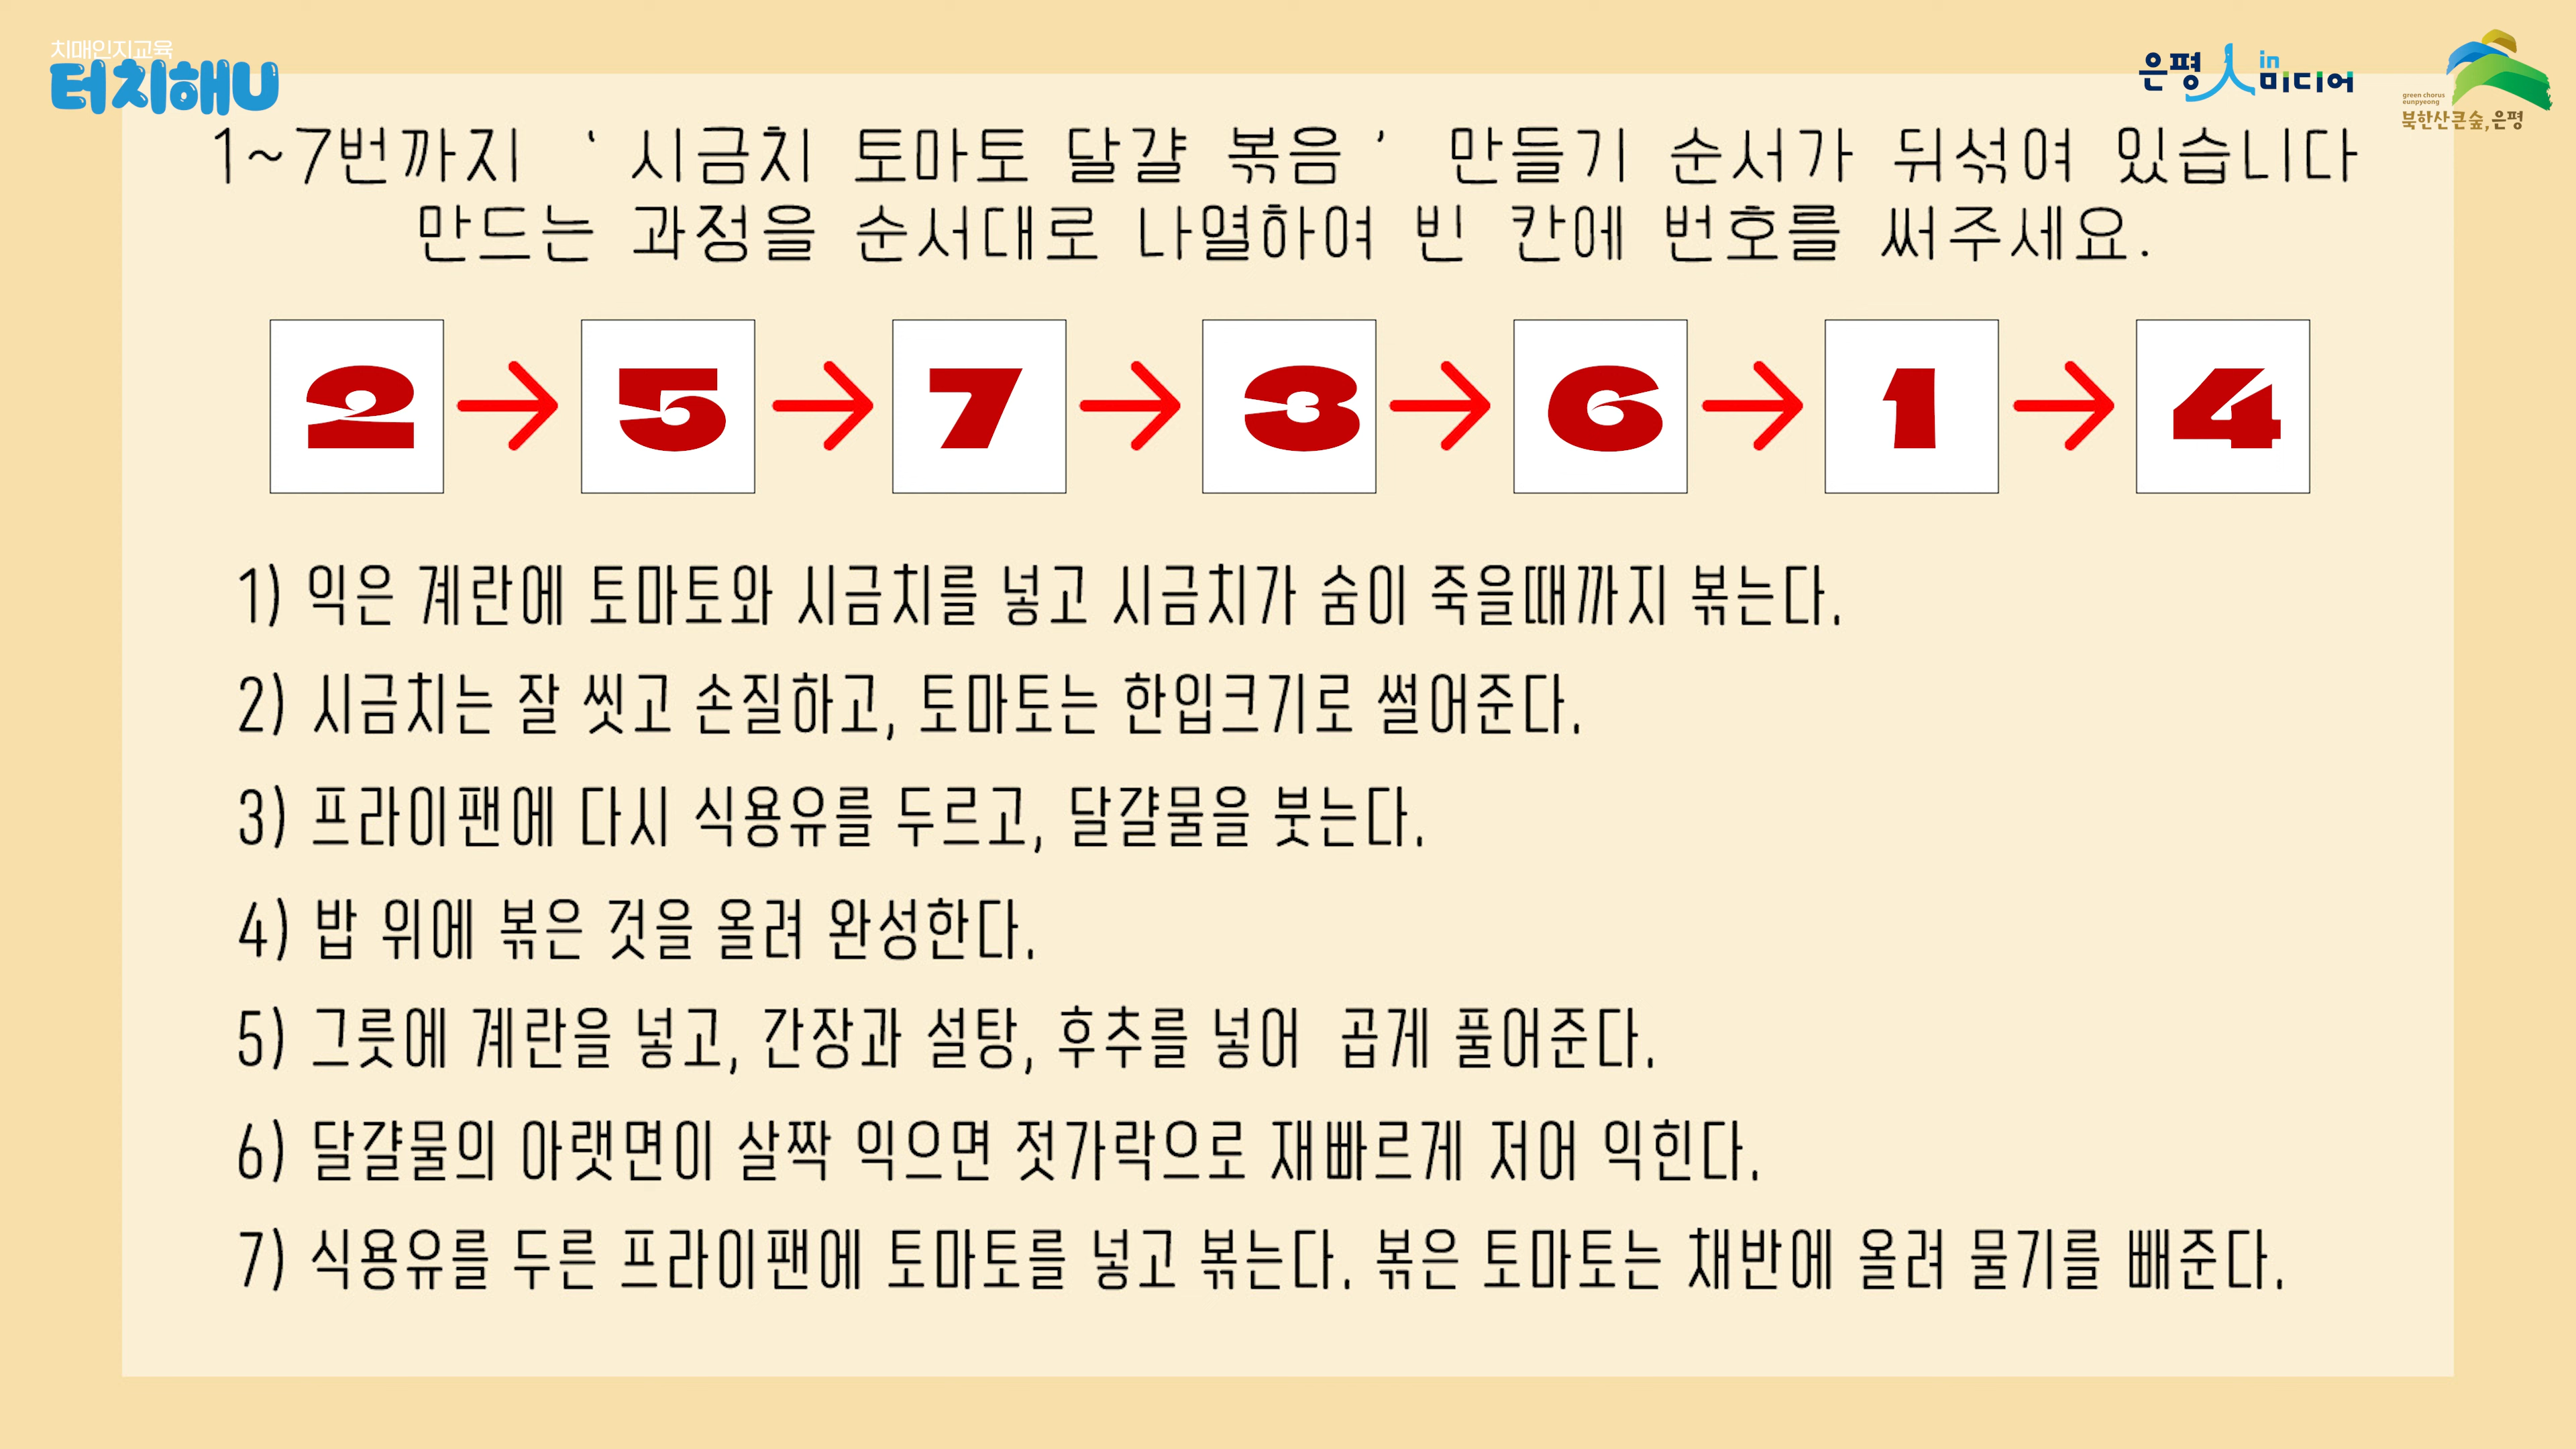 치매인지교육
터치해U
은평人in미디어
green chorus
eunpyeong
북한산큰숲, 은평
1~7번까지 ‘ 시금치 토마토 달걀 볶음 ’ 만들기 순서가 뒤섞여 있습니다
만드는 과정을 순서대로 나열하여 빈 칸에 번호를 써주세요.
2 → 5 → 7 → 3 → 6 → 1 → 4
1) 익은 계란에 토마토와 시금치를 넣고 시금치가 숨이 죽을때까지 볶는다.
2) 시금치는 잘 씻고 손질하고, 토마토는 한입크기로 썰어준다.
3) 프라이팬에 다시 식용유를 두르고, 달걀물을 붓는다.
4) 밥 위에 볶은 것을 올려 완성한다.
5) 그릇에 계란을 넣고, 간장과 설탕, 후추를 넣어 곱게 풀어준다.
6) 달걀물의 아랫면이 살짝 익으면 젓가락으로 재빠르게 저어 익힌다.
7) 식용유를 두른 프라이팬에 토마토를 넣고 볶는다. 볶은 토마토는 채반에 올려 물기를 빼준다.